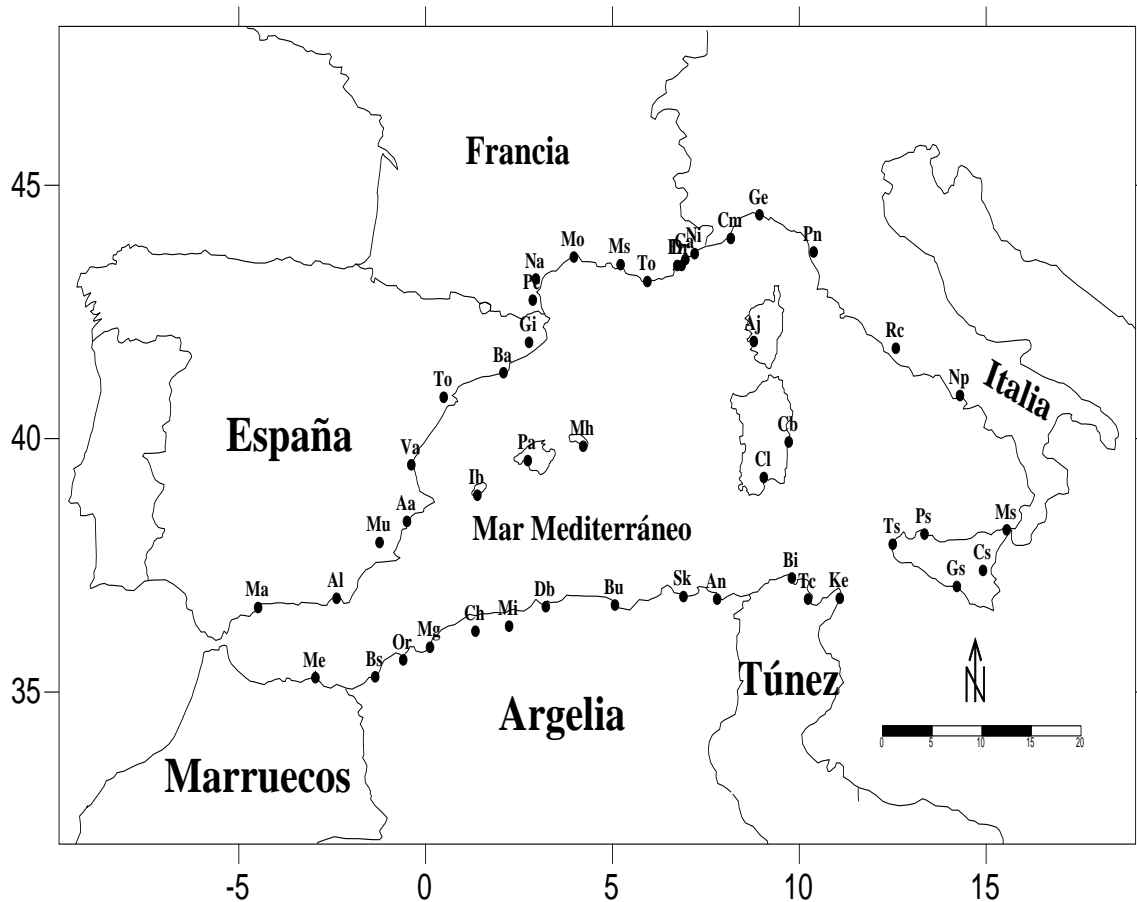 Francia
45
Ge
Cm
Ni
Ca
Pn
Mo
Ms
To
Na
Pe
Gi
Aj
Rc
Ba
To
Np
Italia
España
40
Mh
Pa
Cb
Va
Ib
Cl
Aa
Mu
Mar Mediterráneo
Ts
Ps
Ms
Cs
Gs
Al
Ma
Db
Bu
Sk
An
Bi
Tc
Ke
Ch
Mi
Mg
Or
Me
Bs
35
Túnez
N
Argelia
0 5 10 15 20
Marruecos
-5 0 5 10 15